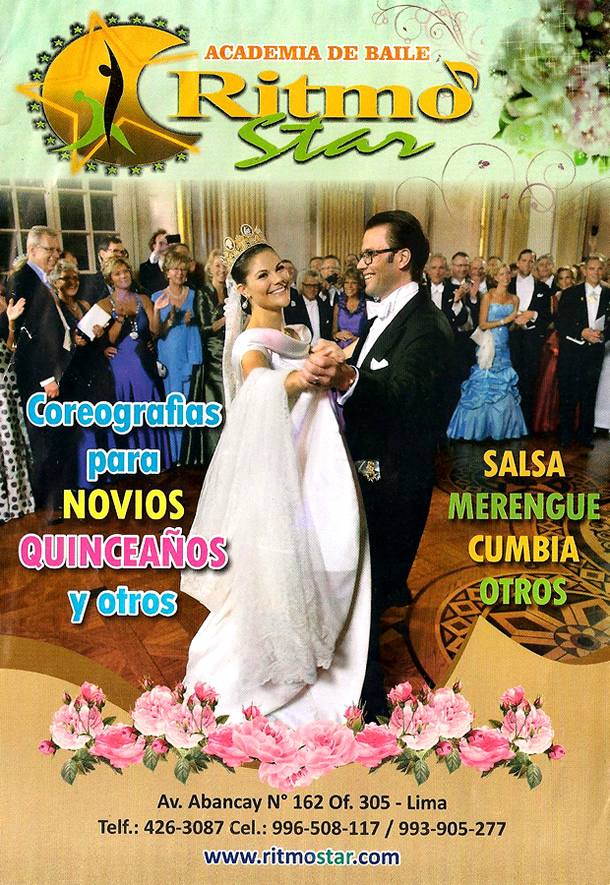 ACADEMIA DE BAILE
Ritmo
Star
Coreografias
para
NOVIOS
QUINCEAÑOS
y otros
SALSA
MERENGUE
CUMBIA
OTROS
Av. Abancay N° 162 Of. 305 - Lima
Telf.: 426-3087 Cel.: 996-508-117 / 993-905-277
www.ritmostar.com